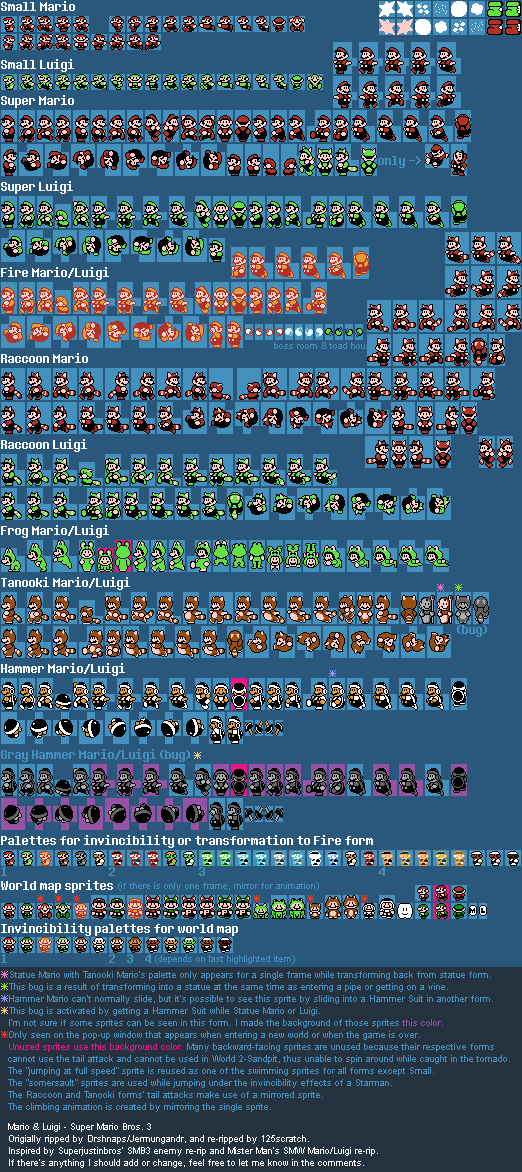 Small Mario
Small Luigi
Super Mario
only ->
Super Luigi
Fire Mario/Luigi
boss room & toad hou
Raccoon Mario
Raccoon Luigi
Frog Mario/Luigi
Tanooki Mario/Luigi
(bug)
Hammer Mario/Luigi
Gray Hammer Mario/Luigi (bug)
Palettes for invincibility or transformation to Fire form
1 2 3 4
World map sprites (if there is only one frame, mirror for animation)
Invincibility palettes for world map
1 2 3 4 (depends on last highlighted item)
Statue Mario with Tanooki Mario's palette only appears for a single frame while transforming back from statue form.
This bug is a result of transforming into a statue at the same time as entering a pipe or getting on a vine.
Hammer Mario can't normally slide, but it's possible to see this sprite by sliding into a Hammer Suit in another form.
This bug is activated by getting a Hammer Suit while Statue Mario or Luigi.
I'm not sure if some sprites can be seen in this form. I made the background of those sprites this color.
Only seen on the pop-up window that appears when entering a new world or when the game is over.
Unused sprites use this background color. Many backward-facing sprites are unused because their respective forms
cannot use the tail attack and cannot be used in World 2-Sandpit, thus unable to spin around while caught in the tornado.
The "jumping at full speed" sprite is reused as one of the swimming sprites for all forms except Small.
The "somersault" sprites are used while jumping under the invincibility effects of a Starman.
The Raccoon and Tanooki forms' tail attacks make use of a mirrored sprite.
The climbing animation is created by mirroring the single sprite.
Mario & Luigi - Super Mario Bros. 3
Origially ripped by Drshnaps/Jermungandr, and re-ripped by 125scratch.
Inspired by Superjustinbros' SMB3 enemy re-rip and Mister Man's SMW Mario/Luigi re-rip.
If there's anything I should add or change, feel free to let me know in the comments.